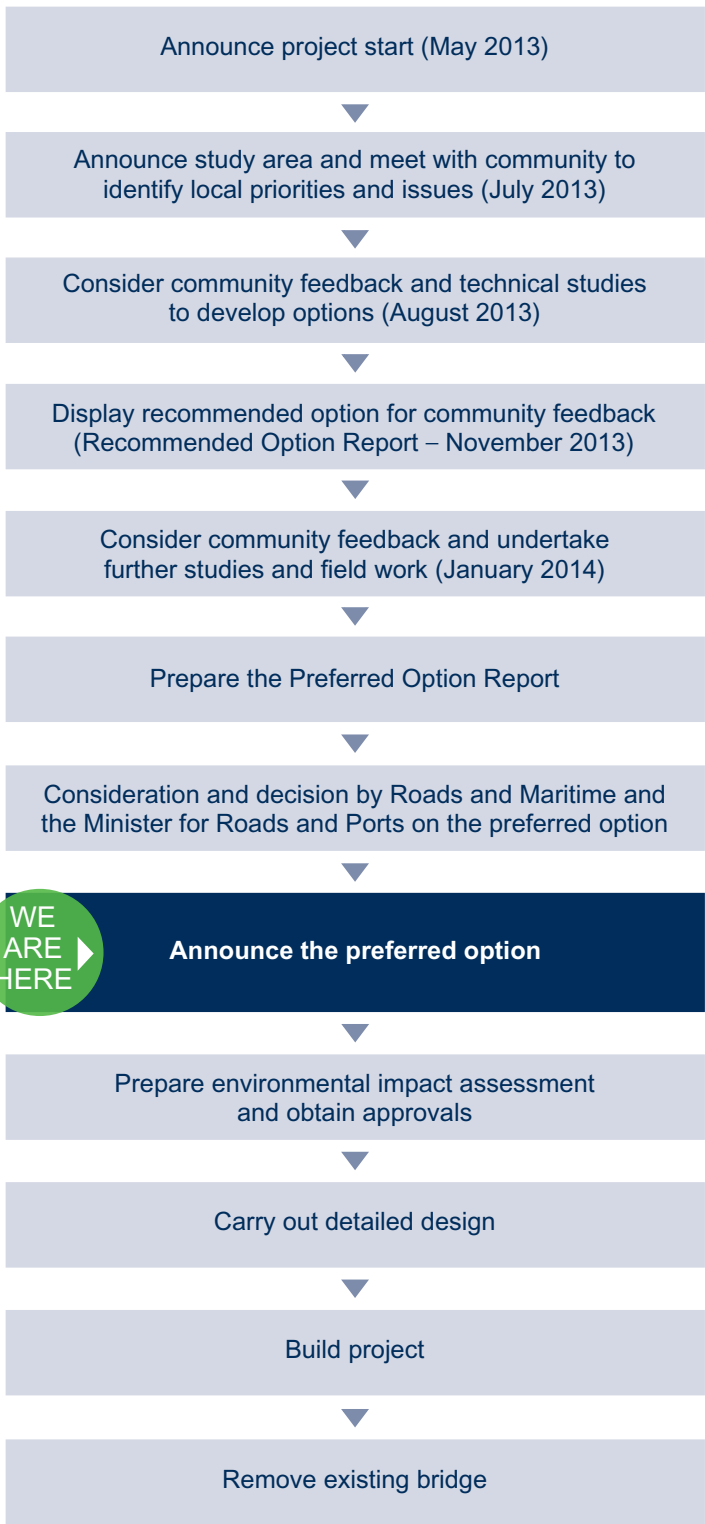 Announce project start (May 2013)
Announce study area and meet with community to
identify local priorities and issues (July 2013)
Consider community feedback and technical studies
to develop options (August 2013)
Display recommended option for community feedback
(Recommended Option Report – November 2013)
Consider community feedback and undertake
further studies and field work (January 2014)
Prepare the Preferred Option Report
Consideration and decision by Roads and Maritime and
the Minister for Roads and Ports on the preferred option
WE
ARE
HERE
Announce the preferred option
Prepare environmental impact assessment
and obtain approvals
Carry out detailed design
Build project
Remove existing bridge